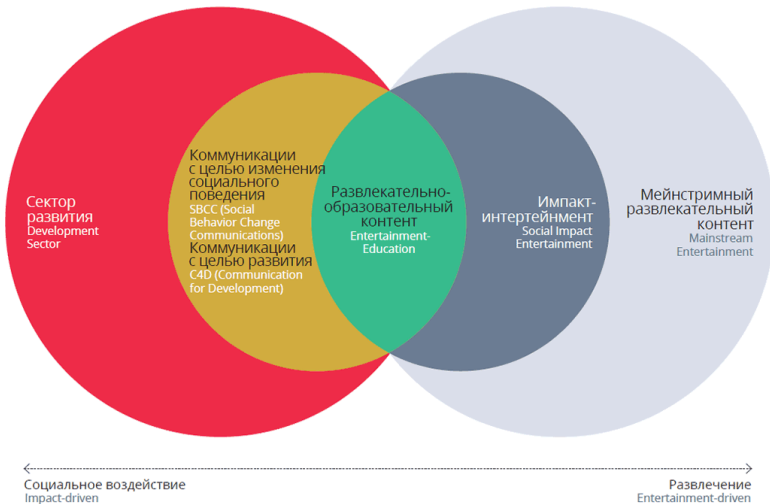 Сектор
развития
Development
Sector
Коммуникации
с целью изменения
социального
поведения
SBCC (Social
Behavior Change
Communications)
Коммуникации
с целью развития
C4D (Communication
for Development)
Развлекательно-
образовательный
контент
Entertainment-
Education
Импакт-
интертейнмент
Social Impact
Entertainment
Мейнстримный
развлекательный
контент
Mainstream
Entertainment
Социальное воздействие
Impact-driven
Развлечение
Entertainment-driven